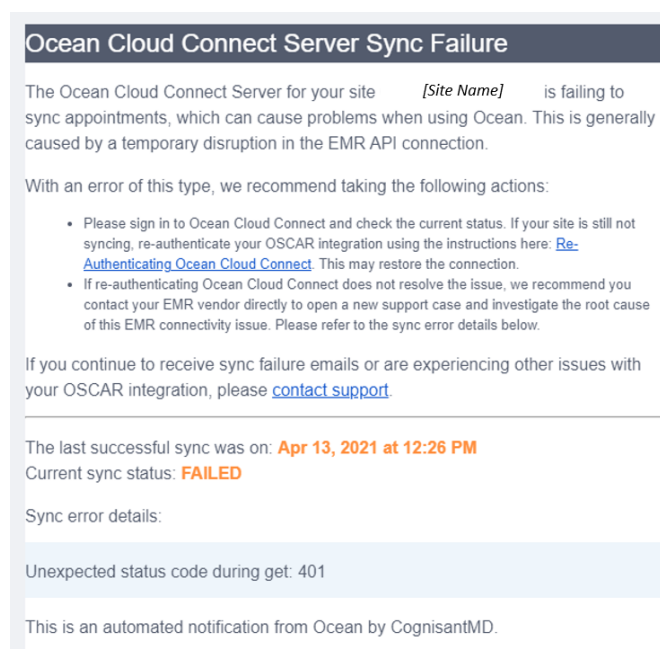 Ocean Cloud Connect Server Sync Failure
The Ocean Cloud Connect Server for your site [Site Name] is failing to
sync appointments, which can cause problems when using Ocean. This is generally
caused by a temporary disruption in the EMR API connection.
With an error of this type, we recommend taking the following actions:
• Please sign in to Ocean Cloud Connect and check the current status. If your site is still not
syncing, re-authenticate your OSCAR integration using the instructions here: Re-
Authenticating Ocean Cloud Connect. This may restore the connection.
• If re-authenticating Ocean Cloud Connect does not resolve the issue, we recommend you
contact your EMR vendor directly to open a new support case and investigate the root cause
of this EMR connectivity issue. Please refer to the sync error details below.
If you continue to receive sync failure emails or are experiencing other issues with
your OSCAR integration, please contact support.
The last successful sync was on: Apr 13, 2021 at 12:26 PM
Current sync status: FAILED
Sync error details:
Unexpected status code during get: 401
This is an automated notification from Ocean by CognisantMD.